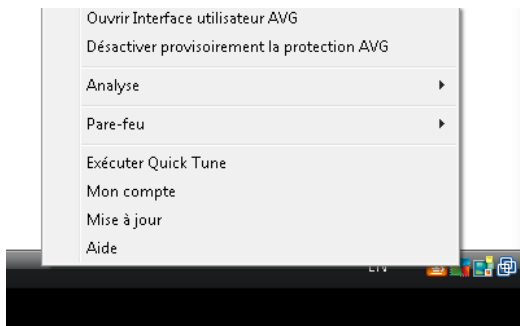 Ouvrir Interface utilisateur AVG
Désactiver provisoirement la protection AVG
Analyse
Pare-feu
Exécuter Quick Tune
Mon compte
Mise à jour
Aide
EN